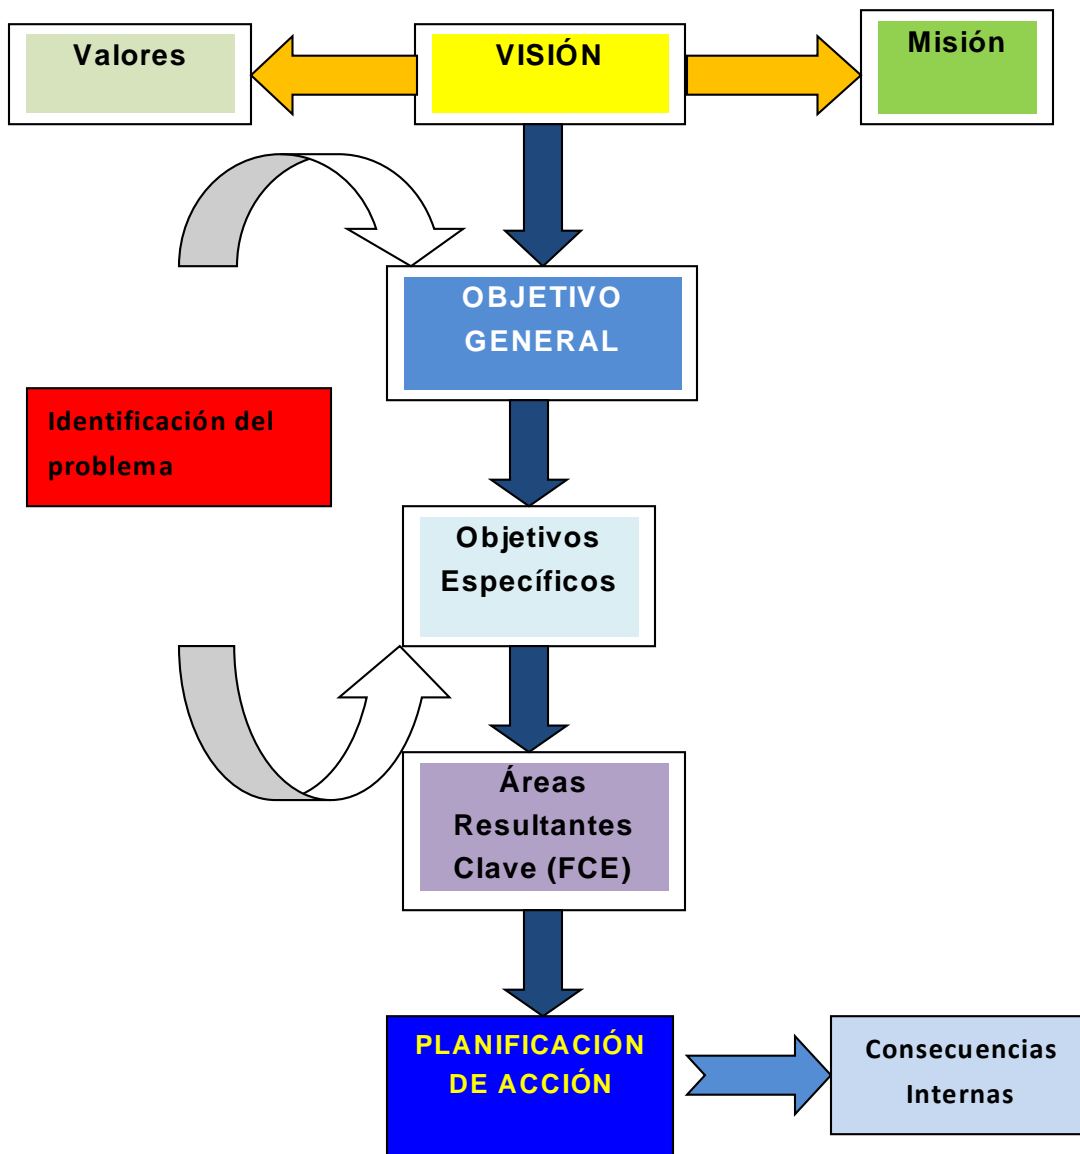 Valores
VISIÓN
Misión
OBJETIVO
GENERAL
Identificación del
problema
Objetivos
Específicos
Áreas
Resultantes
Clave (FCE)
PLANIFICACIÓN
DE ACCIÓN
Consecuencias
Internas